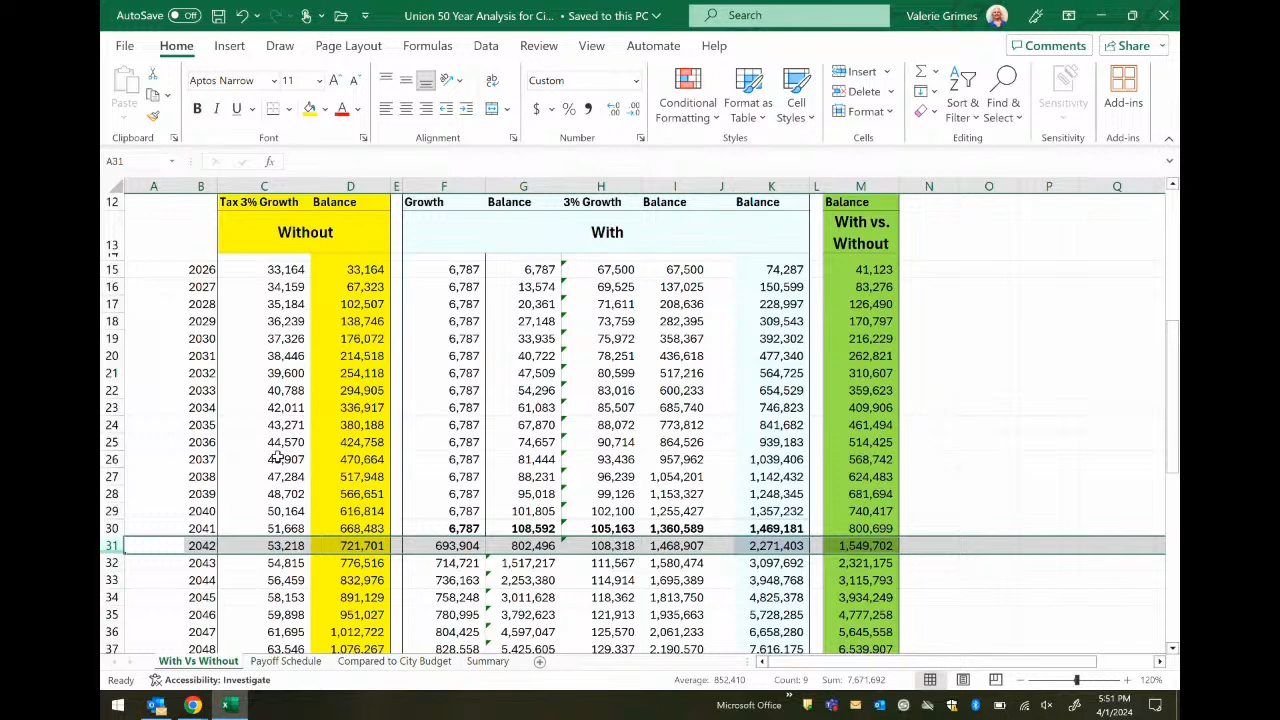 AutoSave Off Union 50 Year Analysis for Ci... • Saved to this PC Search Valerie Grimes
File Home Insert Draw Page Layout Formulas Data Review View Automate Help Comments Share
Paste Aptos Narrow 11 Custom Conditional Formatting Format as Table Cell Styles Insert Delete Format Sort & Filter Find & Select Sensitivity Add-ins
Clipboard Font Alignment Number Styles Cells Editing Sensitivity Add-ins
A31 fx
A B C D E F G H I J K L M N O P Q
12 Tax 3% Growth Balance Growth Balance 3% Growth Balance Balance Balance
13 Without With With vs. Without
15 2026 33,164 33,164 6,787 6,787 67,500 67,500 74,287 41,123
16 2027 34,159 67,323 6,787 13,574 69,525 137,025 150,599 83,276
17 2028 35,184 102,507 6,787 20,361 71,611 208,636 228,997 126,490
18 2029 36,239 138,746 6,787 27,148 73,759 282,395 309,543 170,797
19 2030 37,326 176,072 6,787 33,935 75,972 358,367 392,302 216,229
20 2031 38,446 214,518 6,787 40,722 78,251 436,618 477,340 262,821
21 2032 39,600 254,118 6,787 47,509 80,599 517,216 564,725 310,607
22 2033 40,788 294,905 6,787 54,296 83,016 600,233 654,529 359,623
23 2034 42,011 336,917 6,787 61,083 85,507 685,740 746,823 409,906
24 2035 43,271 380,188 6,787 67,870 88,072 773,812 841,682 461,494
25 2036 44,570 424,758 6,787 74,657 90,714 864,526 939,183 514,425
26 2037 470,664 6,787 81,444 93,436 957,962 1,039,406 568,742
27 2038 47,284 517,948 6,787 88,231 96,239 1,054,201 1,142,432 624,483
28 2039 48,702 566,651 6,787 95,018 99,126 1,153,327 1,248,345 681,694
29 2040 50,164 616,814 6,787 101,805 102,101 1,255,427 1,357,232 740,417
30 2041 51,668 668,483 6,787 108,592 105,163 1,360,589 1,469,181 800,699
31 2042 53,218 721,701 693,904 802,496 108,318 1,468,907 2,271,403 1,549,702
32 2043 54,815 776,516 714,721 1,517,217 111,567 1,580,474 3,097,692 2,321,175
33 2044 56,459 832,976 736,163 2,253,380 114,914 1,695,389 3,948,768 3,115,793
34 2045 58,153 891,129 758,248 3,011,628 118,362 1,813,750 4,825,378 3,934,249
35 2046 59,898 951,027 780,995 3,792,623 121,913 1,935,663 5,728,285 4,777,258
36 2047 61,695 1,012,722 804,425 4,597,047 125,570 2,061,233 6,658,280 5,645,558
37 2048 63,546 1,076,267 828,558 5,425,605 129,337 2,190,570 7,616,175 6,539,907
With Vs Without Payoff Schedule Compared to City Budget Summary
Ready Accessibility: Investigate Average: 852,410 Count: 9 Sum: 7,671,692 120%
Microsoft Office 5:51 PM
4/1/2024